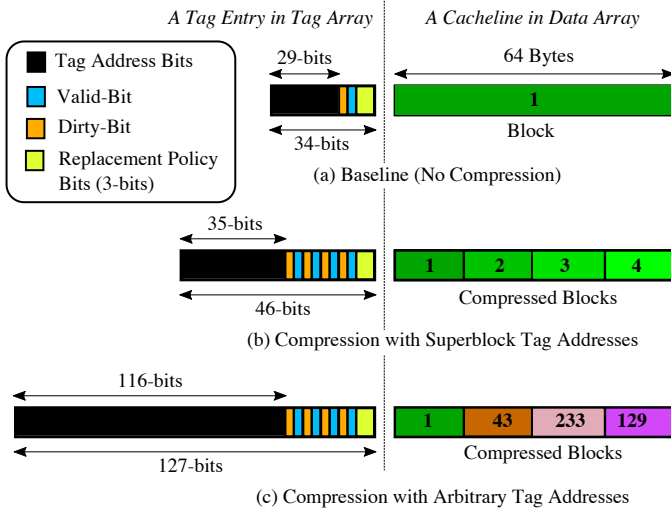 A Tag Entry in Tag Array
A Cacheline in Data Array
Tag Address Bits
Valid-Bit
Dirty-Bit
Replacement Policy
Bits (3-bits)
29-bits
64 Bytes
1
34-bits
Block
(a) Baseline (No Compression)
35-bits
1 2 3 4
46-bits
Compressed Blocks
(b) Compression with Superblock Tag Addresses
116-bits
1 43 233 129
127-bits
Compressed Blocks
(c) Compression with Arbitrary Tag Addresses